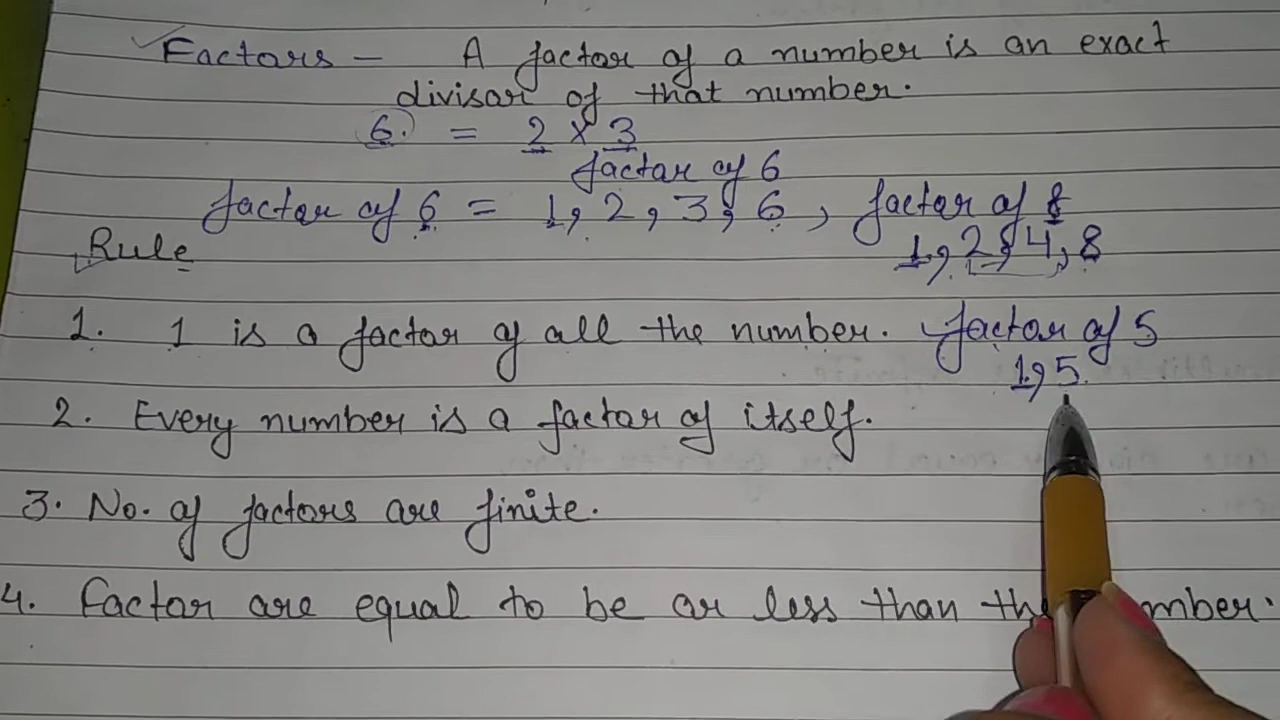 Factors - A factor of a number is an exact
divisar of that number.
6. = 2 × 3
factor of 6
factor of 6 = 1, 2, 3, 6, factor of 8
1, 2, 4, 8
Rule
1. 1 is a factor of all the number. factor of 5
1, 5
2. Every number is a factor of itself.
3. No. of factors are finite.
4. Factor are equal to be or less than